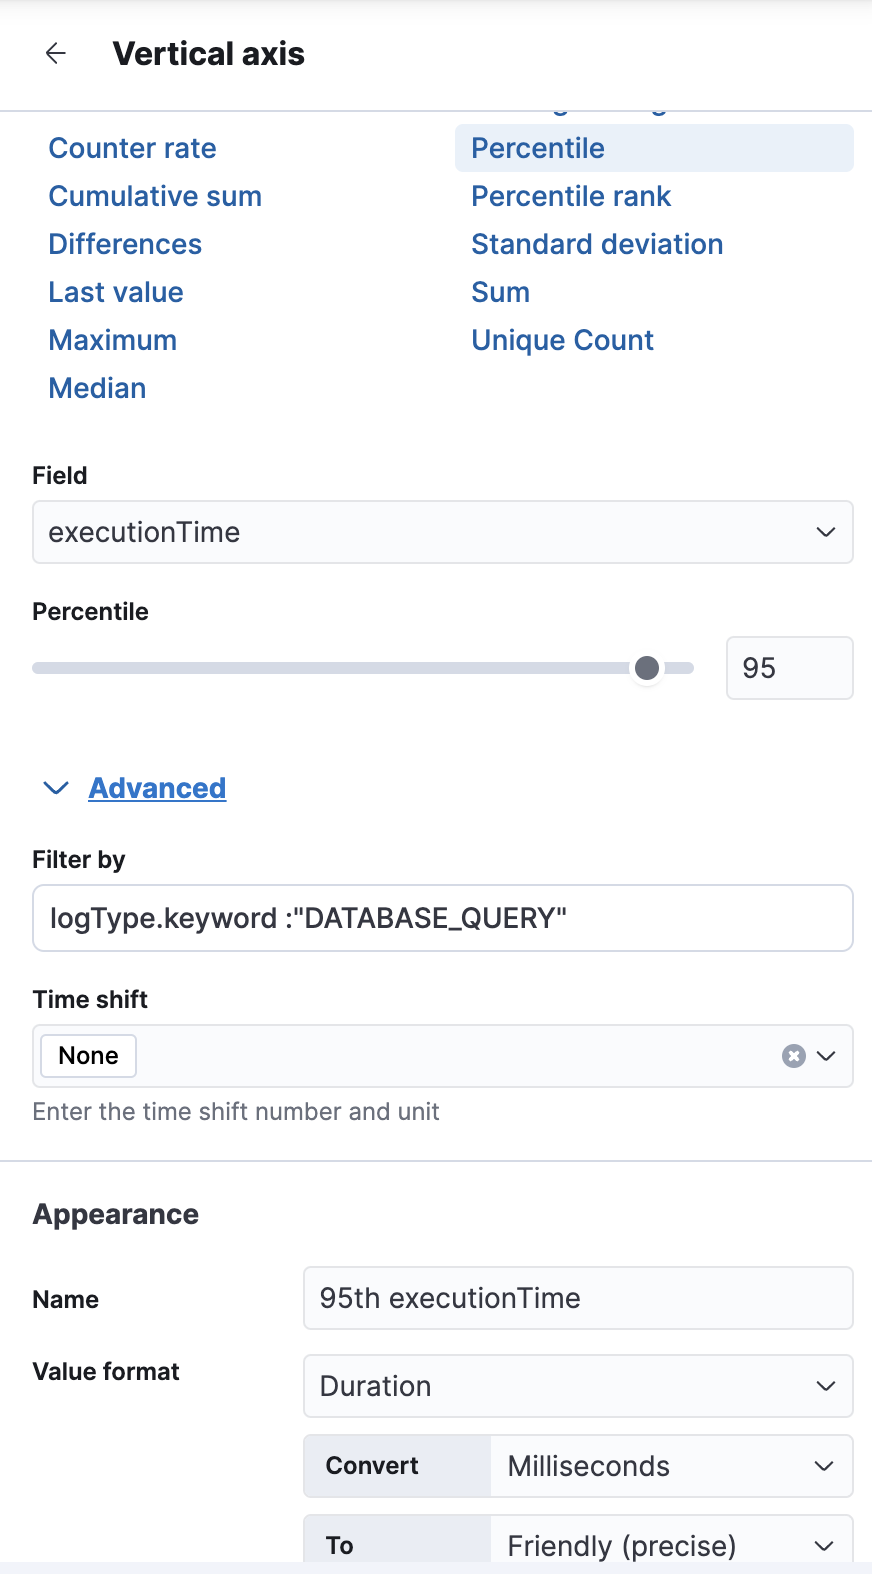 Vertical axis
Counter rate
Percentile
Cumulative sum
Percentile rank
Differences
Standard deviation
Last value
Sum
Maximum
Unique Count
Median
Field
executionTime
Percentile
95
Advanced
Filter by
logType.keyword :"DATABASE_QUERY"
Time shift
None
Enter the time shift number and unit
Appearance
Name
95th executionTime
Value format
Duration
Convert
Milliseconds
To
Friendly (precise)